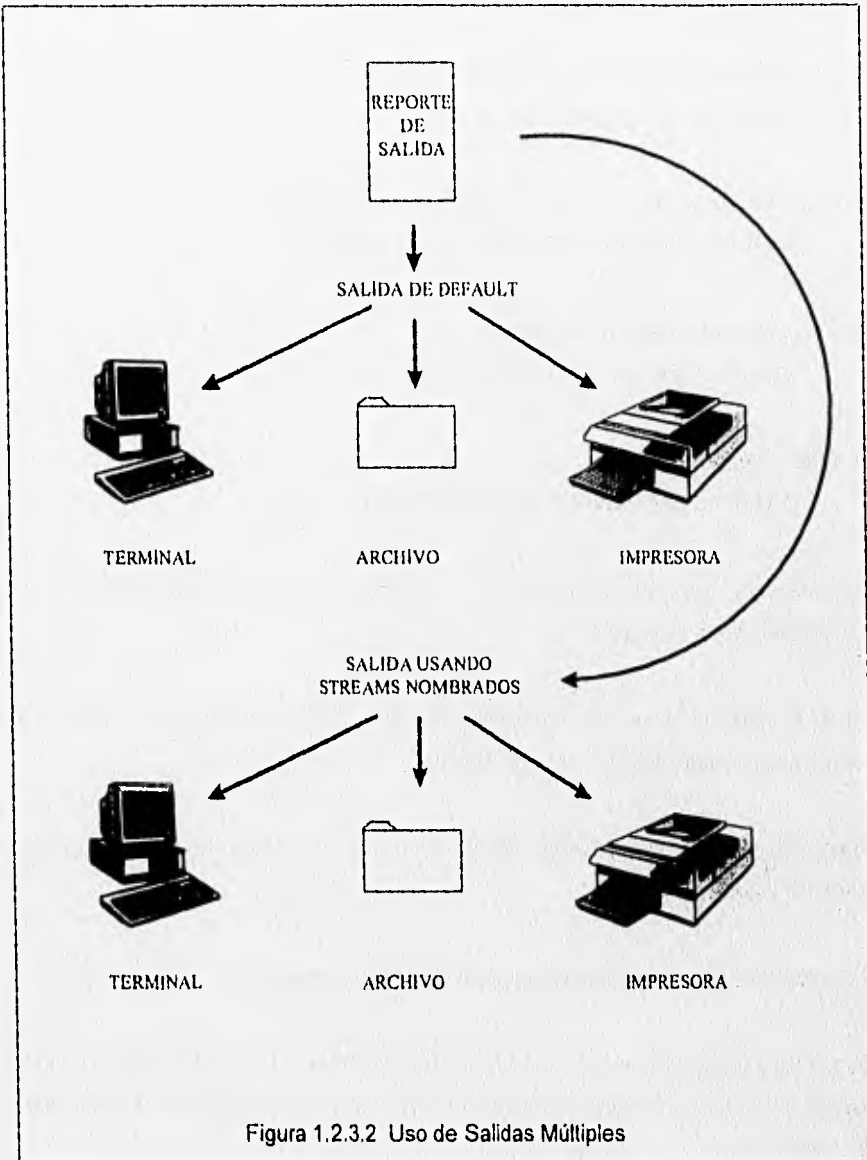 REPORTE
DE
SALIDA
SALIDA DE DEFAULT
TERMINAL
ARCHIVO
IMPRESORA
SALIDA USANDO
STREAMS NOMBRADOS
TERMINAL
ARCHIVO
IMPRESORA
Figura 1.2.3.2 Uso de Salidas Múltiples